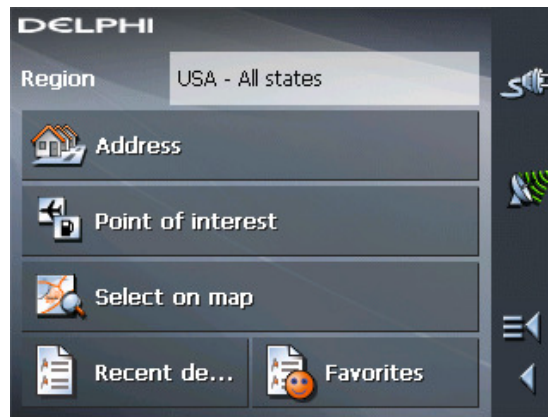 DELPHI
Region USA - All states
Address
Point of interest
Select on map
Recent de... Favorites